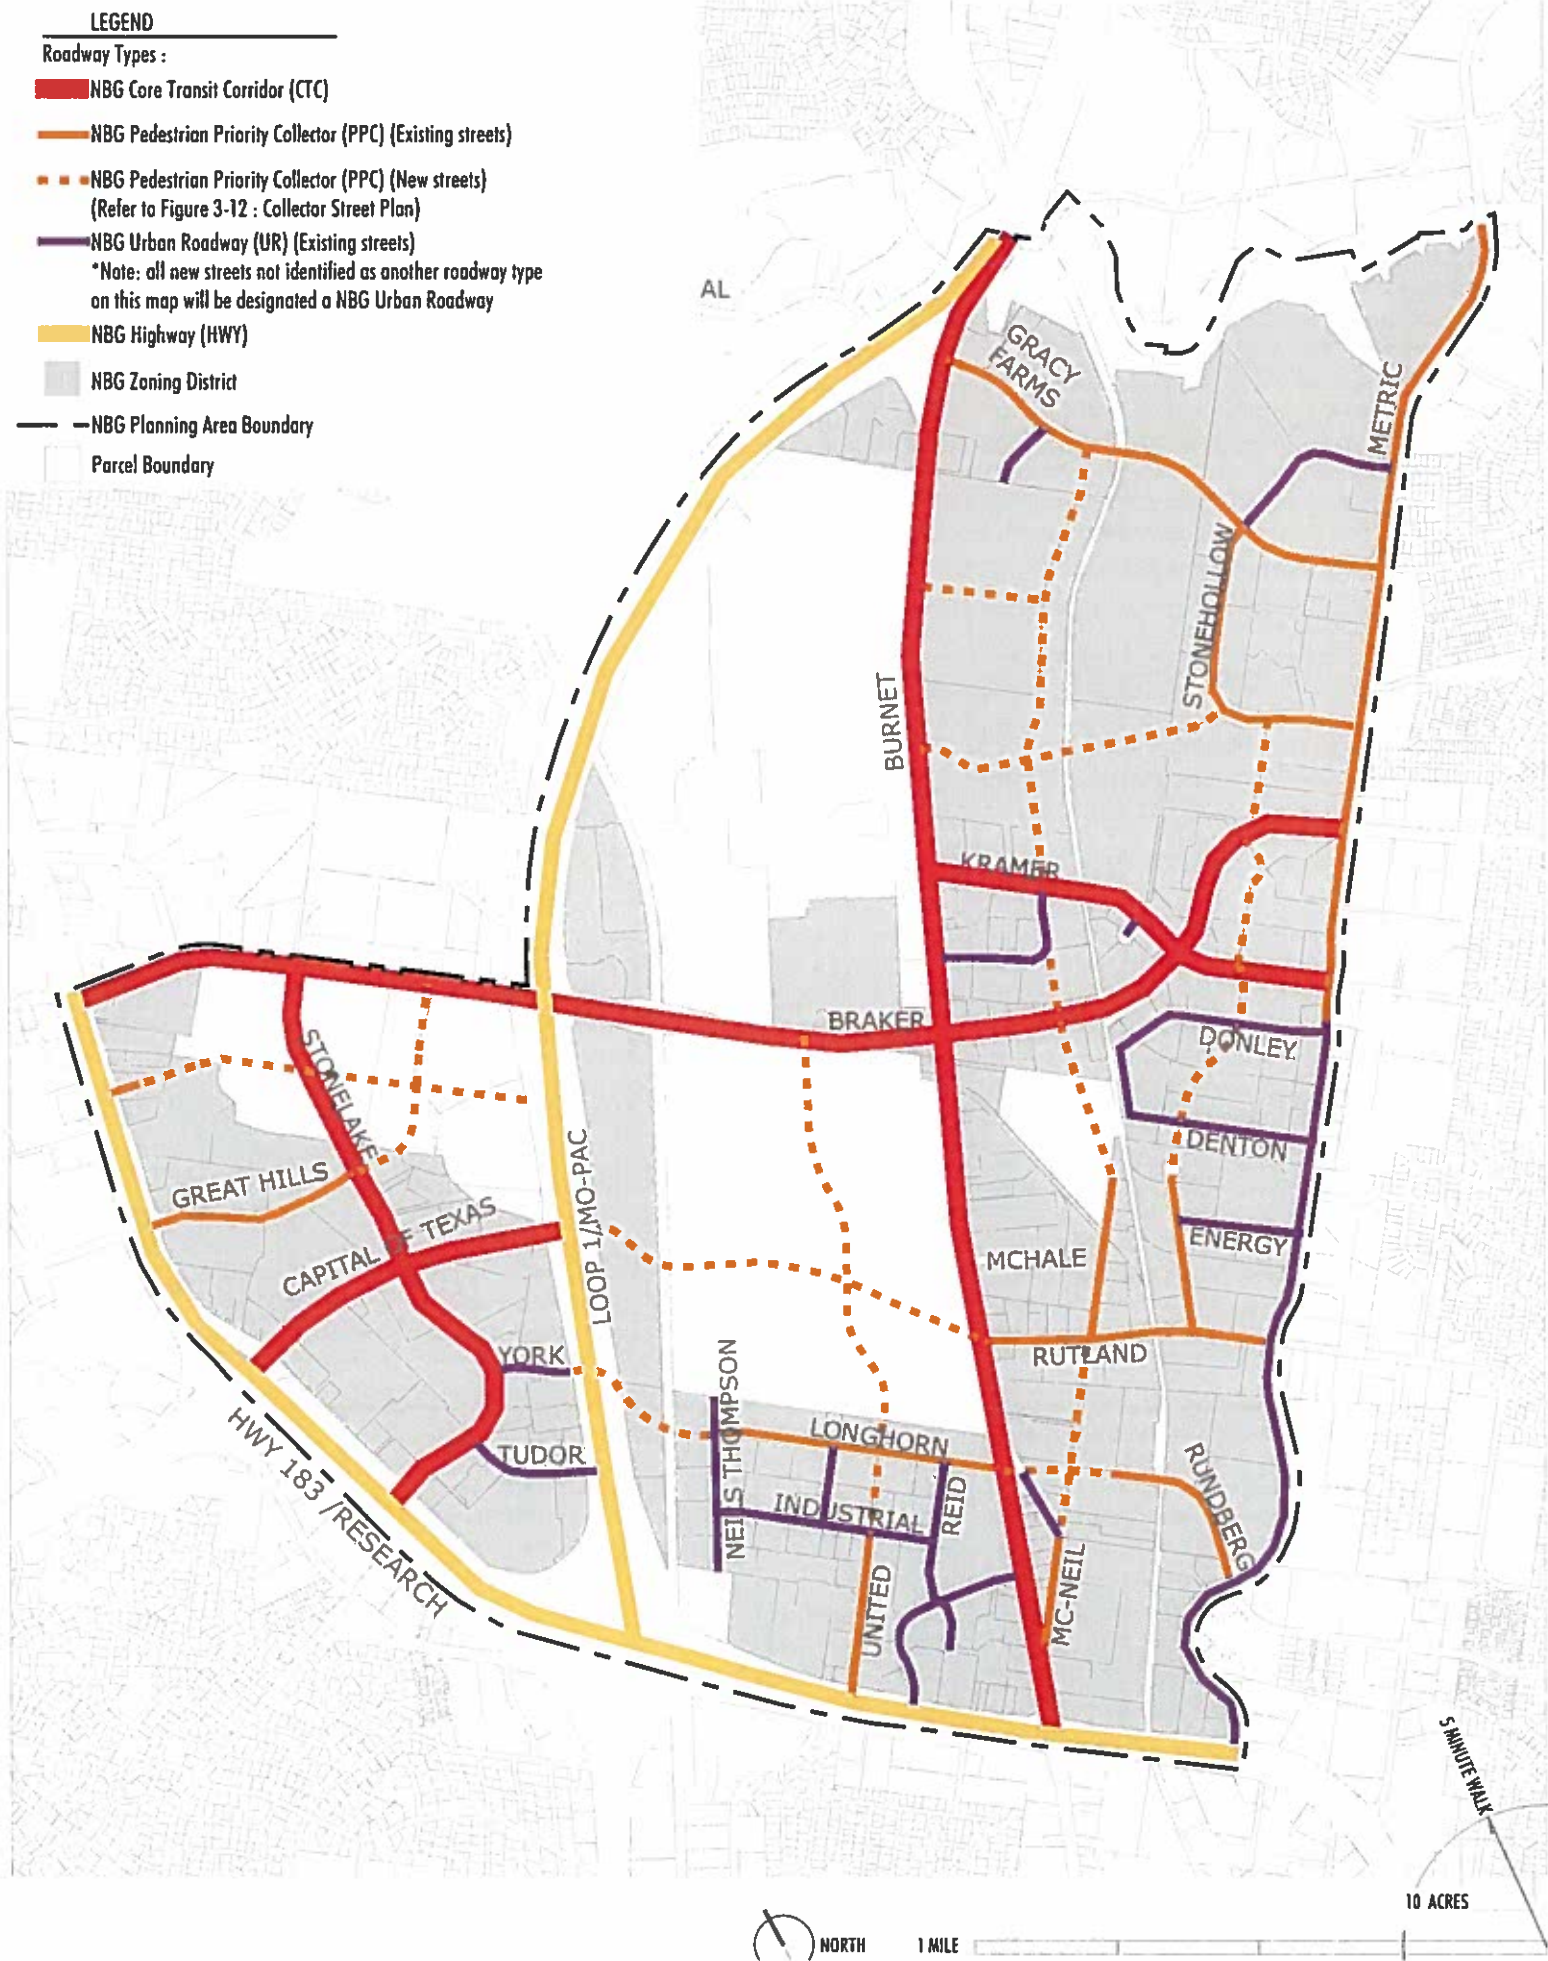 LEGEND
Roadway Types :
NBG Core Transit Corridor (CTC)
NBG Pedestrian Priority Collector (PPC) (Existing streets)
NBG Pedestrian Priority Collector (PPC) (New streets)
(Refer to Figure 3-12 : Collector Street Plan)
NBG Urban Roadway (UR) (Existing streets)
*Note: all new streets not identified as another roadway type
on this map will be designated a NBG Urban Roadway
NBG Highway (HWY)
NBG Zoning District
NBG Planning Area Boundary
Parcel Boundary
AL
GRACY
FARMS
METRIC
STONEHOLLOW
BURNET
KRAMER
BRAKER
DONLEY
STONELAKE
DENTON
GREAT HILLS
LOOP 1/MO-PAC
CAPITAL OF TEXAS
ENERGY
MCHALE
YORK
RUTLAND
NEILS THOMPSON
HWY 183 /RESEARCH
TUDOR
LONGHORN
RUNDBERG
INDUSTRIAL
REID
UNITED
MC-NEIL
5 MINUTE WALK
10 ACRES
NORTH
1 MILE